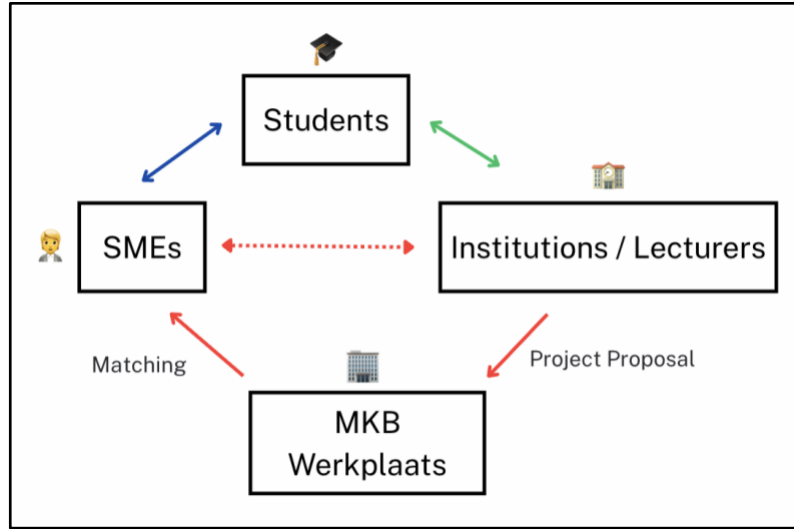 Students
SMEs
Institutions / Lecturers
Matching
Project Proposal
MKB
Werkplaats